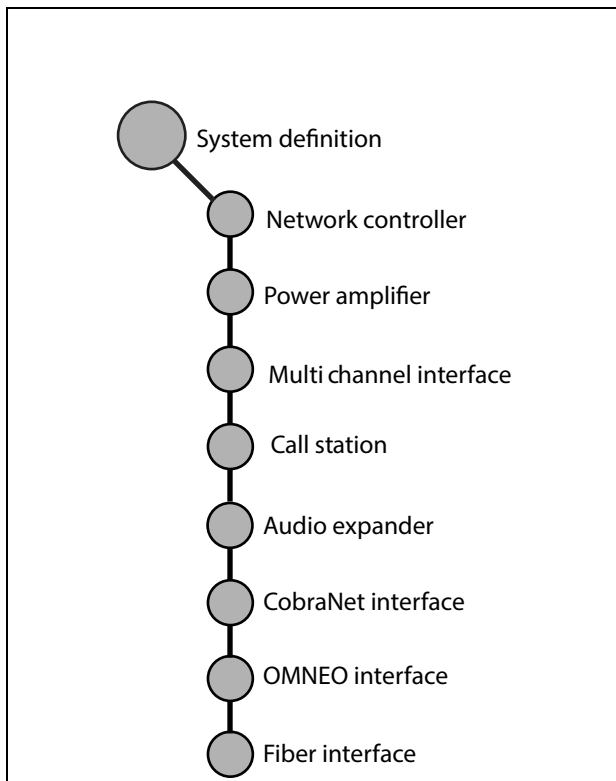 System definition
Network controller
Power amplifier
Multi channel interface
Call station
Audio expander
CobraNet interface
OMNEO interface
Fiber interface